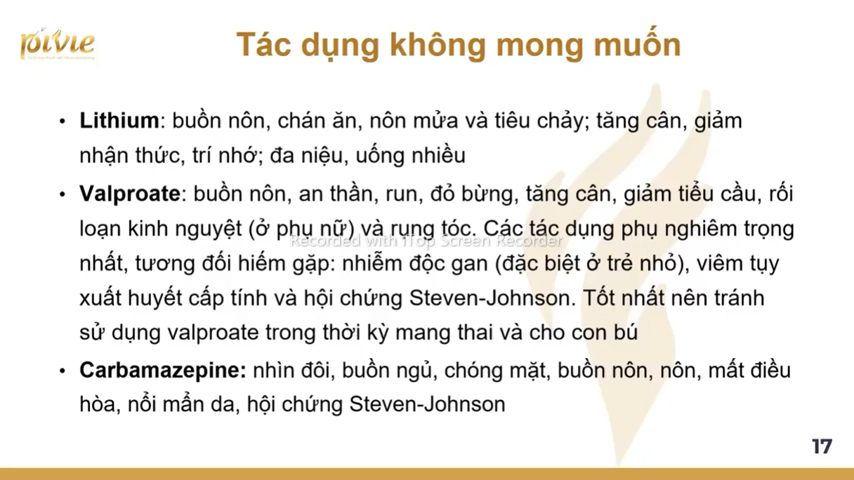 pivie
Tác dụng không mong muốn
• Lithium: buồn nôn, chán ăn, nôn mửa và tiêu chảy; tăng cân, giảm
nhận thức, trí nhớ; đa niệu, uống nhiều
• Valproate: buồn nôn, an thần, run, đỏ bừng, tăng cân, giảm tiểu cầu, rối
loạn kinh nguyệt (ở phụ nữ) và rụng tóc. Các tác dụng phụ nghiêm trọng
Recorded with iTop Screen Recorder
nhất, tương đối hiếm gặp: nhiễm độc gan (đặc biệt ở trẻ nhỏ), viêm tụy
xuất huyết cấp tính và hội chứng Steven-Johnson. Tốt nhất nên tránh
sử dụng valproate trong thời kỳ mang thai và cho con bú
• Carbamazepine: nhìn đôi, buồn ngủ, chóng mặt, buồn nôn, nôn, mất điều
hòa, nổi mẩn da, hội chứng Steven-Johnson
17